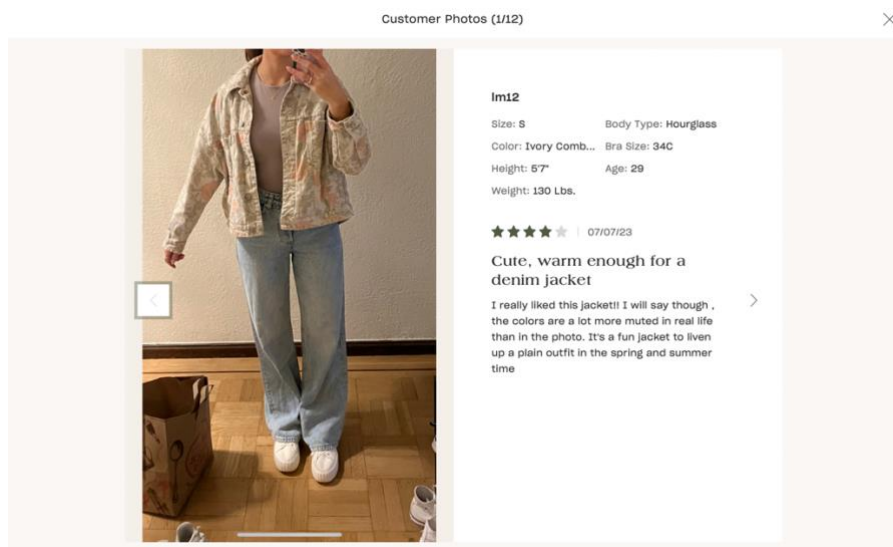 Customer Photos (1/12)
lm12
Size: S
Body Type: Hourglass
Color: Ivory Comb...
Bra Size: 34C
Height: 5'7"
Age: 29
Weight: 130 Lbs.
07/07/23
Cute, warm enough for a
denim jacket
I really liked this jacket!! I will say though ,
the colors are a lot more muted in real life
than in the photo. It's a fun jacket to liven
up a plain outfit in the spring and summer
time